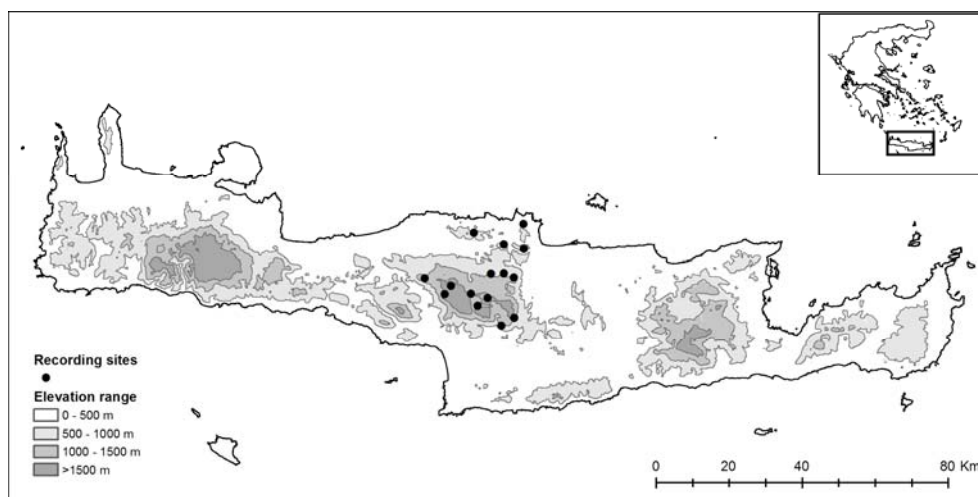 Recording sites
Elevation range
0 - 500 m
500 - 1000 m
1000 - 1500 m
>1500 m
0 20 40 80 Km